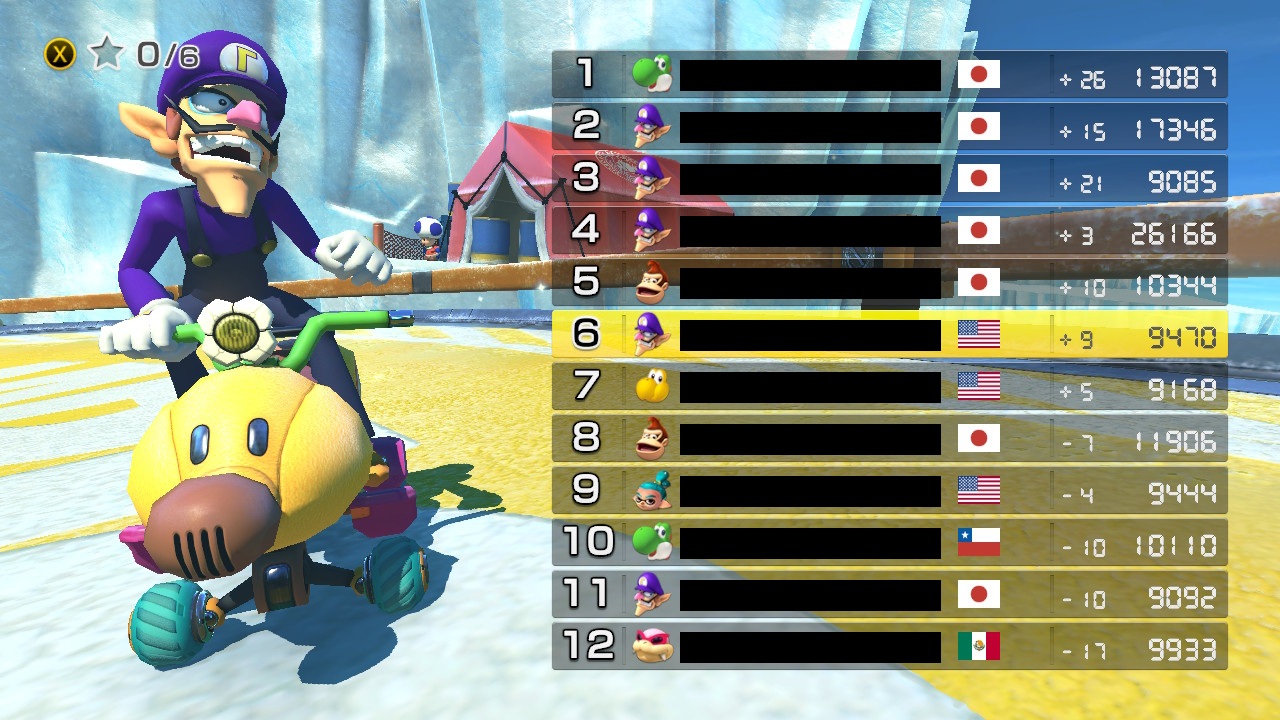 X 0/6
1 + 26 13087
2 + 15 17346
3 + 21 9085
4 + 3 26166
5 + 10 10344
6 + 9 9470
7 + 5 9168
8 - 7 11906
9 - 4 9444
10 - 10 10110
11 - 10 9092
12 - 17 9933